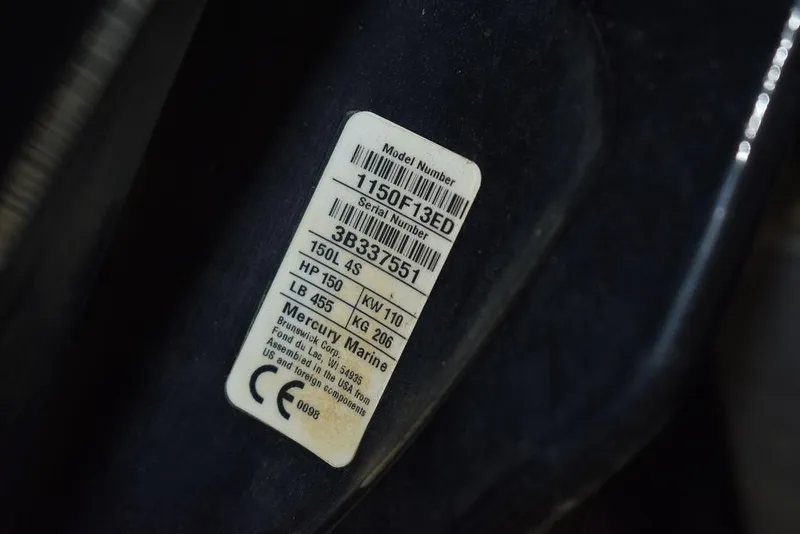 Model Number
1150F13ED
Serial Number
3B337551
150L 4S
HP 150 KW 110
LB 455 KG 206
Mercury Marine
Brunswick Corp.
Fond du Lac, WI 54935
Assembled in the USA from
US and foreign components
CE 0098